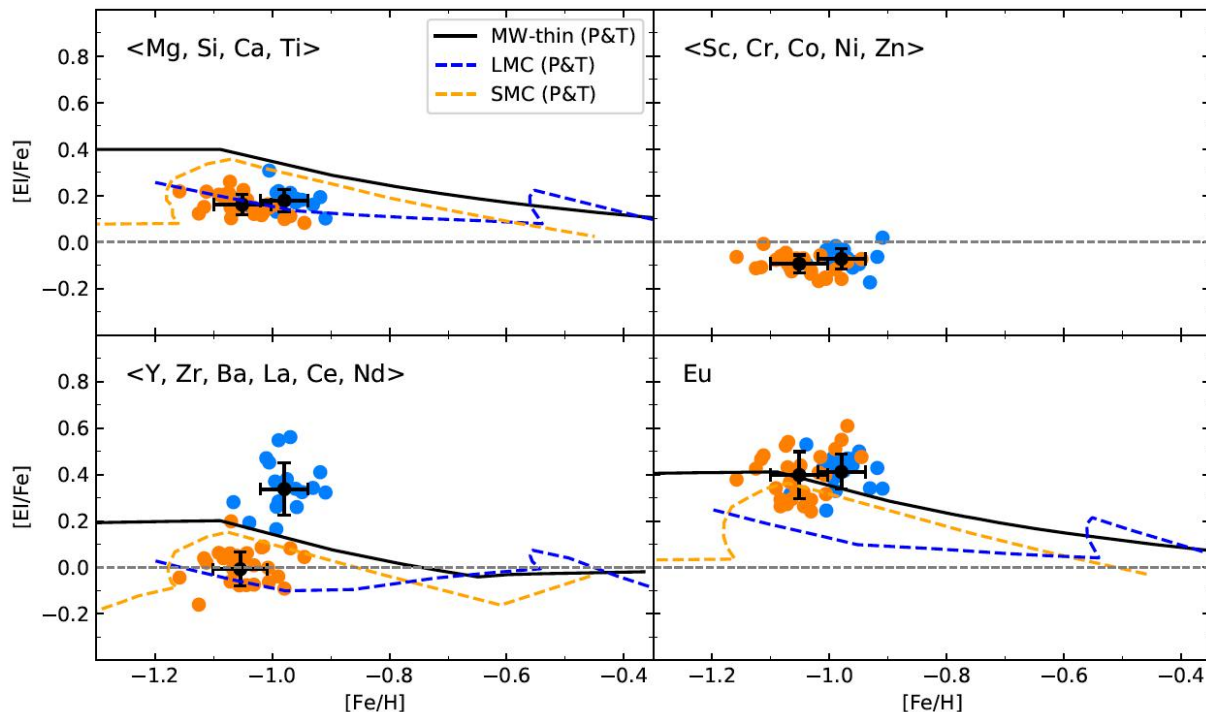 <Mg, Si, Ca, Ti>
MW-thin (P&T)
LMC (P&T)
SMC (P&T)
<Sc, Cr, Co, Ni, Zn>
[El/Fe]
0.8
0.6
0.4
0.2
0.0
−0.2
<Y, Zr, Ba, La, Ce, Nd>
Eu
[El/Fe]
0.8
0.6
0.4
0.2
0.0
−0.2
−1.2
−1.0
−0.8
−0.6
−0.4
−1.2
−1.0
−0.8
−0.6
−0.4
[Fe/H]
[Fe/H]